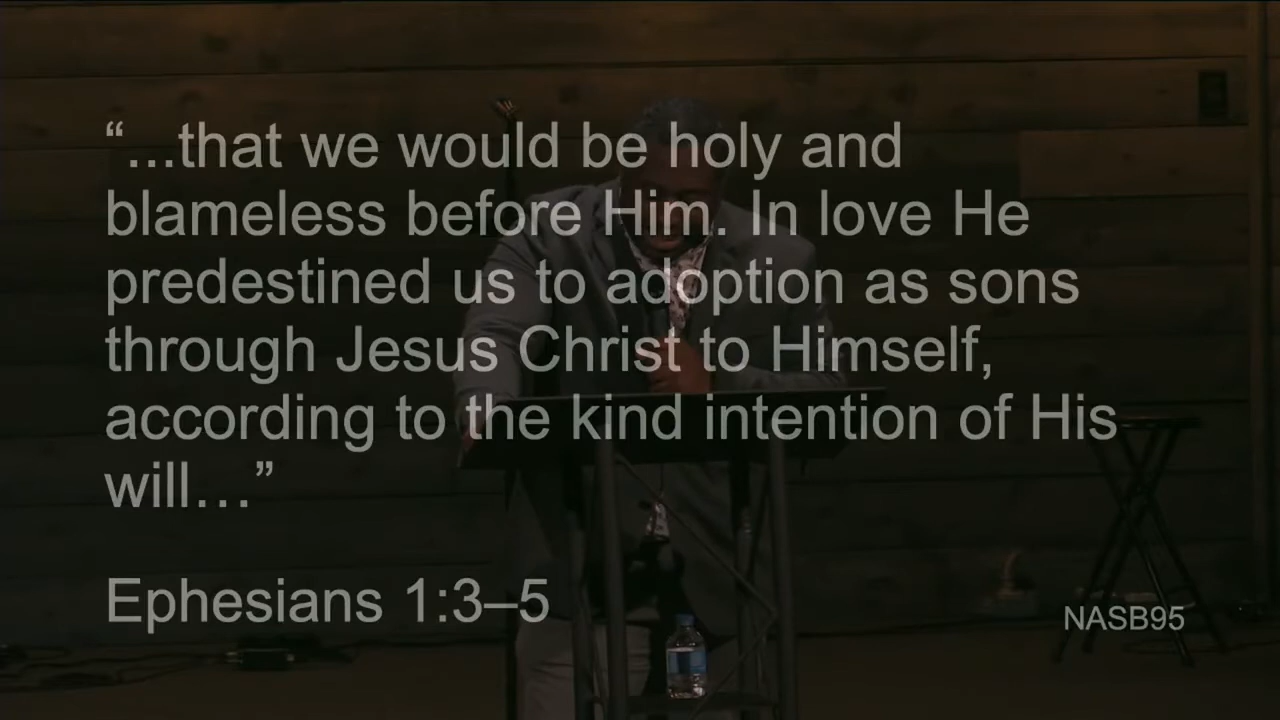 “...that we would be holy and
blameless before Him. In love He
predestined us to adoption as sons
through Jesus Christ to Himself,
according to the kind intention of His
will…”
Ephesians 1:3–5
NASB95